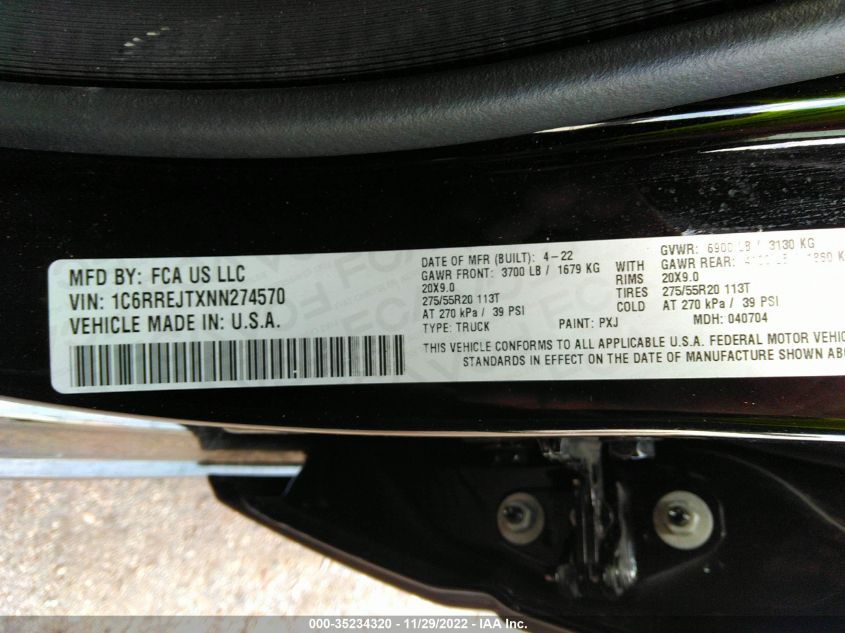 MFD BY: FCA US LLC
VIN: 1C6RREJTXNN274570
VEHICLE MADE IN: U.S.A.
DATE OF MFR (BUILT): 4-22
GVWR: 6900 LB / 3130 KG
GAWR FRONT: 3700 LB / 1679 KG WITH GAWR REAR: LB KG
20X9.0 RIMS 20X9.0
275/55R20 113T TIRES 275/55R20 113T
AT 270 kPa / 39 PSI COLD AT 270 kPa / 39 PSI
TYPE: TRUCK PAINT: PXJ MDH: 040704
THIS VEHICLE CONFORMS TO ALL APPLICABLE U.S.A. FEDERAL MOTOR VEHIC
STANDARDS IN EFFECT ON THE DATE OF MANUFACTURE SHOWN ABO
000-35234320 - 11/29/2022 - IAA Inc.